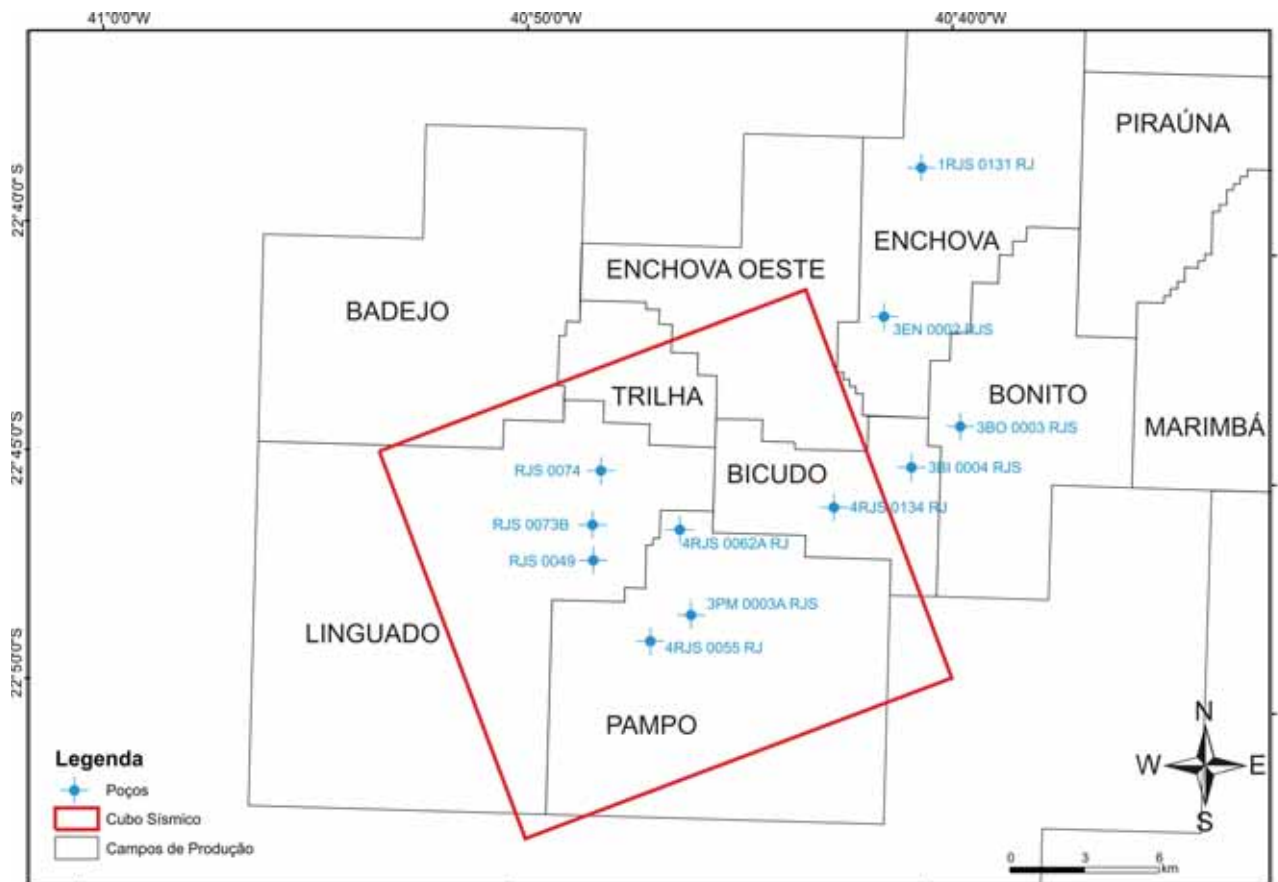 41°0'0"W
40°50'0"W
40°40'0"W
22°40'0"S
22°45'0"S
22°50'0"S
PIRAÚNA
1RJS 0131 RJ
ENCHOVA
ENCHOVA OESTE
BADEJO
3EN 0002 RJS
TRILHA
BONITO
3BO 0003 RJS
MARIMBÁ
RJS 0074
BICUDO
3BI 0004 RJS
4RJS 0134 RJ
RJS 0073B
4RJS 0062A RJ
RJS 0049
3PM 0003A RJS
LINGUADO
4RJS 0055 RJ
PAMPO
N
W
E
S
Legenda
Poços
Cubo Sísmico
Campos de Produção
0 3 6
km